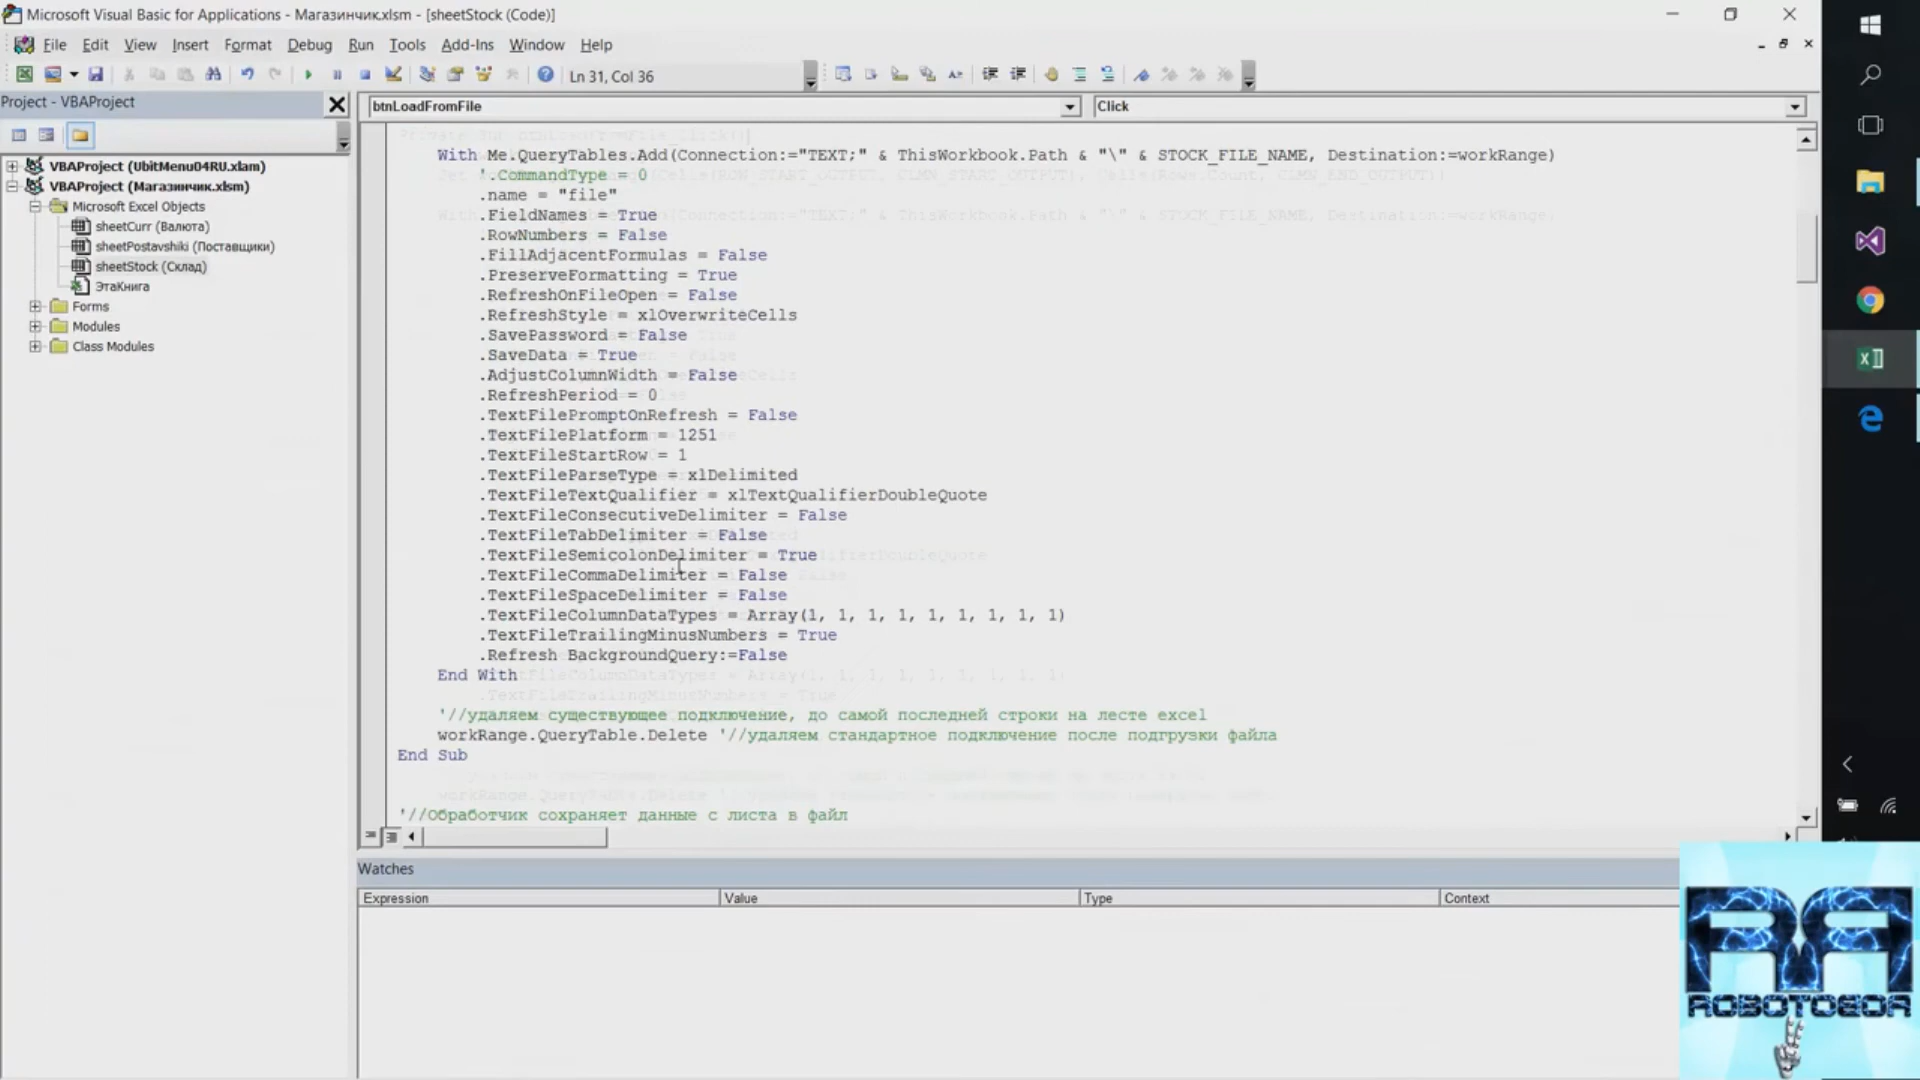 Microsoft Visual Basic for Applications - Магазинчик.xlsm - [sheetStock (Code)]
File Edit View Insert Format Debug Run Tools Add-Ins Window Help
Ln 31, Col 36
Project - VBAProject
btnLoadFromFile
Click
VBAProject (UbitMenu04RU.xlam)
VBAProject (Магазинчик.xlsm)
Microsoft Excel Objects
sheetCurr (Валюта)
sheetPostavshiki (Поставщики)
sheetStock (Склад)
ЭтаКнига
Forms
Modules
Class Modules
With Me.QueryTables.Add(Connection:="TEXT;" & ThisWorkbook.Path & "\" & STOCK_FILE_NAME, Destination:=workRange)
'.CommandType = 0
.name = "file"
.FieldNames = True
.RowNumbers = False
.FillAdjacentFormulas = False
.PreserveFormatting = True
.RefreshOnFileOpen = False
.RefreshStyle = xlOverwriteCells
.SavePassword = False
.SaveData = True
.AdjustColumnWidth = False
.RefreshPeriod = 0
.TextFilePromptOnRefresh = False
.TextFilePlatform = 1251
.TextFileStartRow = 1
.TextFileParseType = xlDelimited
.TextFileTextQualifier = xlTextQualifierDoubleQuote
.TextFileConsecutiveDelimiter = False
.TextFileTabDelimiter = False
.TextFileSemicolonDelimiter = True
.TextFileCommaDelimiter = False
.TextFileSpaceDelimiter = False
.TextFileColumnDataTypes = Array(1, 1, 1, 1, 1, 1, 1, 1, 1)
.TextFileTrailingMinusNumbers = True
.Refresh BackgroundQuery:=False
End With
'//удаляем существующее подключение, до самой последней строки на лесте excel
workRange.QueryTable.Delete '//удаляем стандартное подключение после подгрузки файла
End Sub
'//Обработчик сохраняет данные с листа в файл
Watches
Expression Value Type Context